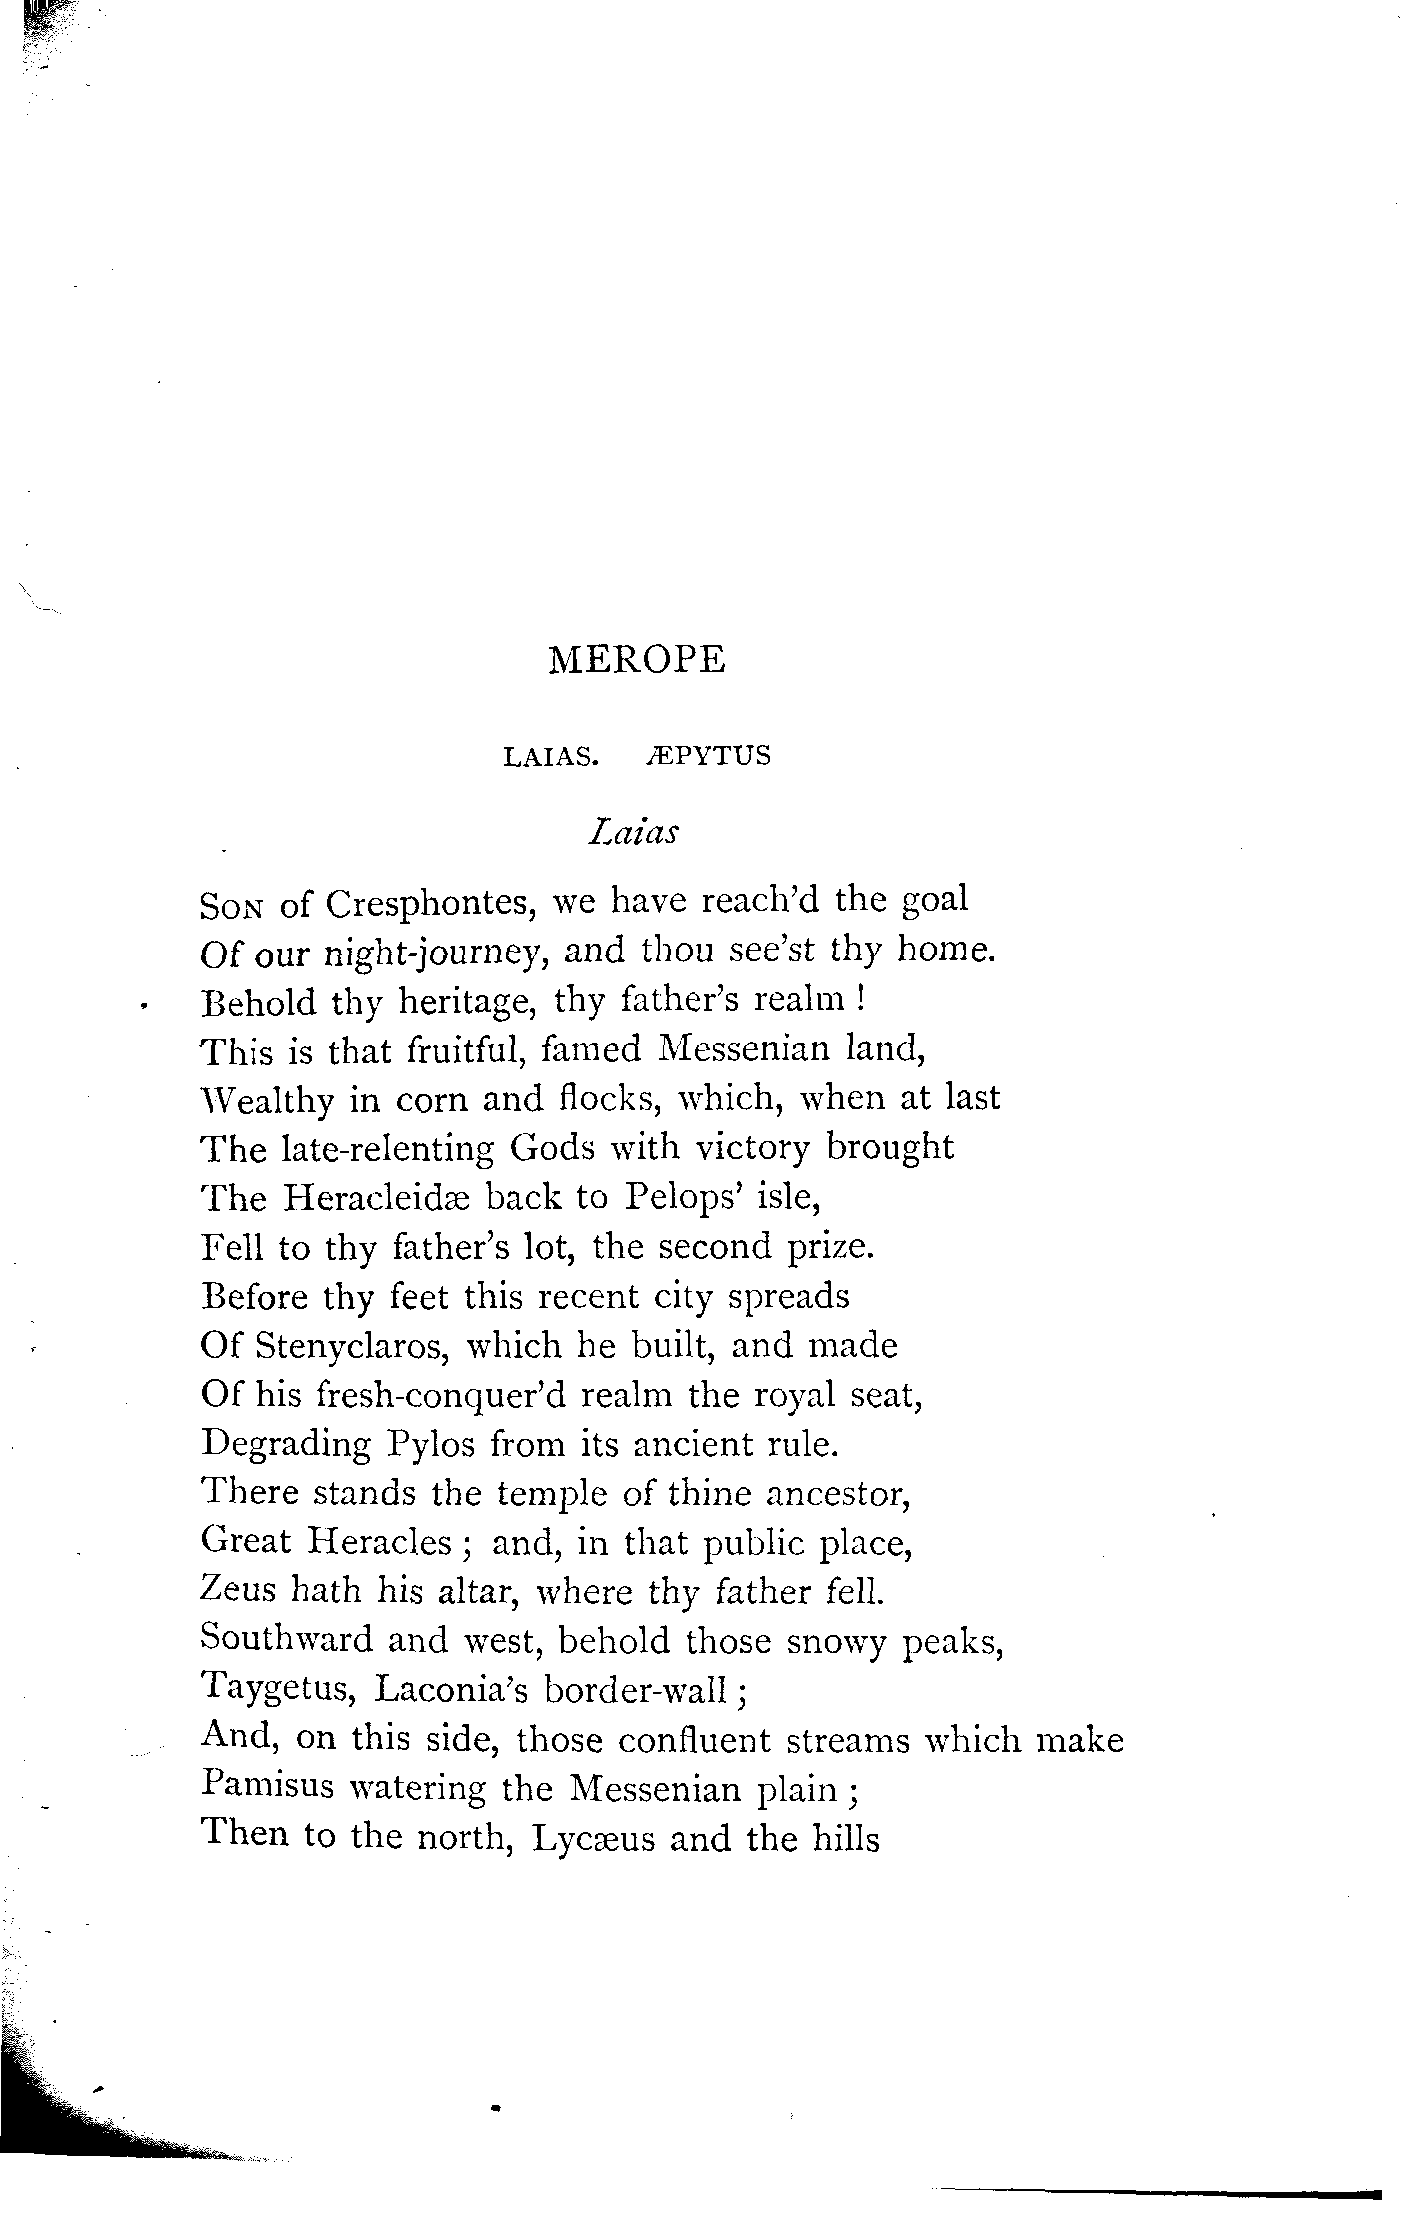 MEROPE
LAIAS. ÆPYTUS
Laias
SON of Cresphontes, we have reach'd the goal
Of our night-journey, and thou see'st thy home.
Behold thy heritage, thy father's realm !
This is that fruitful, famed Messenian land,
Wealthy in corn and flocks, which, when at last
The late-relenting Gods with victory brought
The Heracleidæ back to Pelops' isle,
Fell to thy father's lot, the second prize.
Before thy feet this recent city spreads
Of Stenyclaros, which he built, and made
Of his fresh-conquer'd realm the royal seat,
Degrading Pylos from its ancient rule.
There stands the temple of thine ancestor,
Great Heracles ; and, in that public place,
Zeus hath his altar, where thy father fell.
Southward and west, behold those snowy peaks,
Taygetus, Laconia's border-wall ;
And, on this side, those confluent streams which make
Pamisus watering the Messenian plain ;
Then to the north, Lycæus and the hills